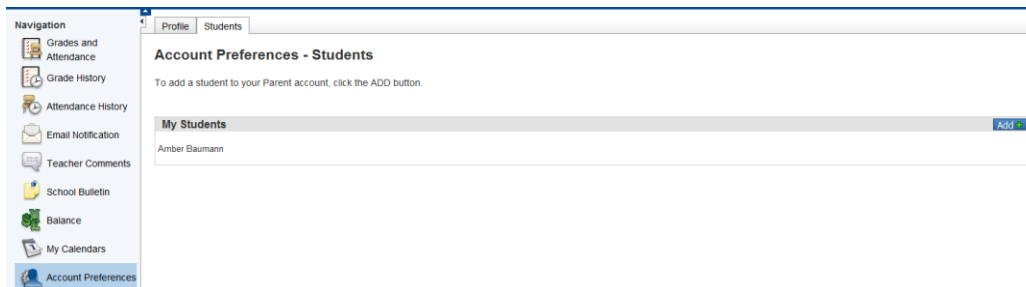 Navigation
Grades and
Attendance
Grade History
Attendance History
Email Notification
Teacher Comments
School Bulletin
Balance
My Calendars
Account Preferences
Profile
Students
Account Preferences - Students
To add a student to your Parent account, click the ADD button.
My Students
Add
Amber Baumann